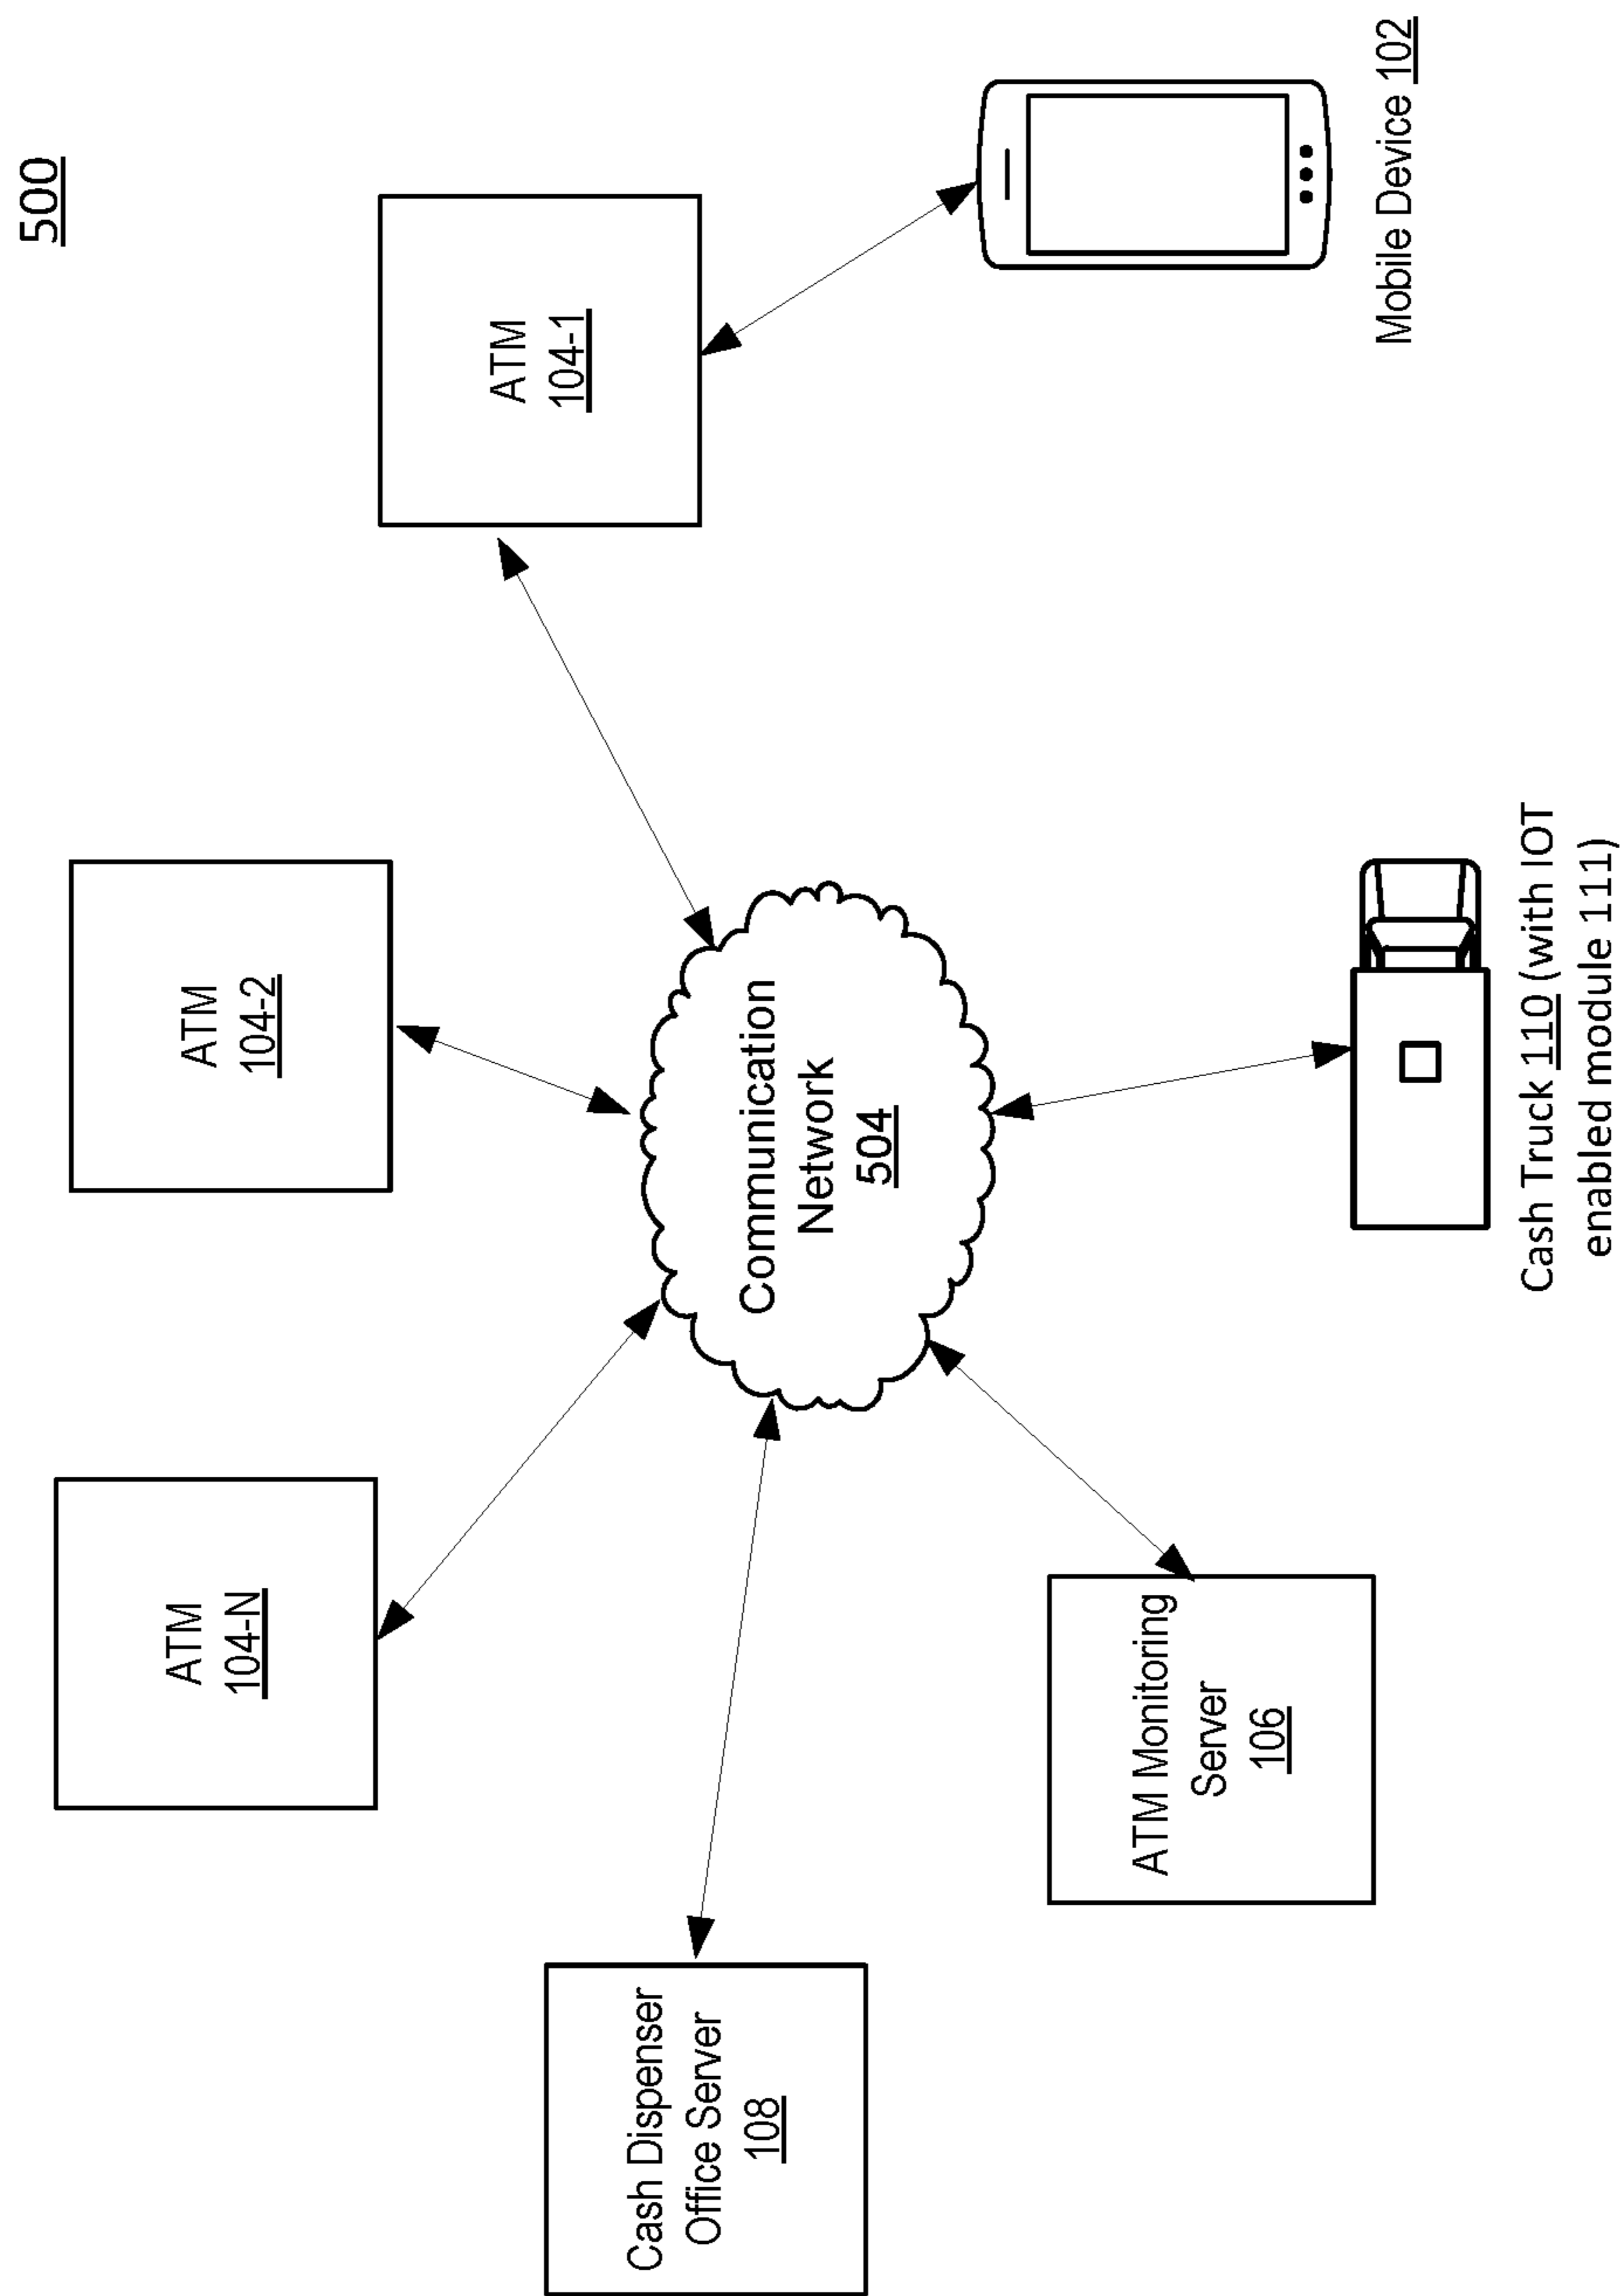 500
ATM
104-N
ATM
104-2
ATM
104-1
Cash Dispenser
Office Server
108
Communication
Network
504
ATM Monitoring
Server
106
Cash Truck 110 (with IOT
enabled module 111)
Mobile Device 102